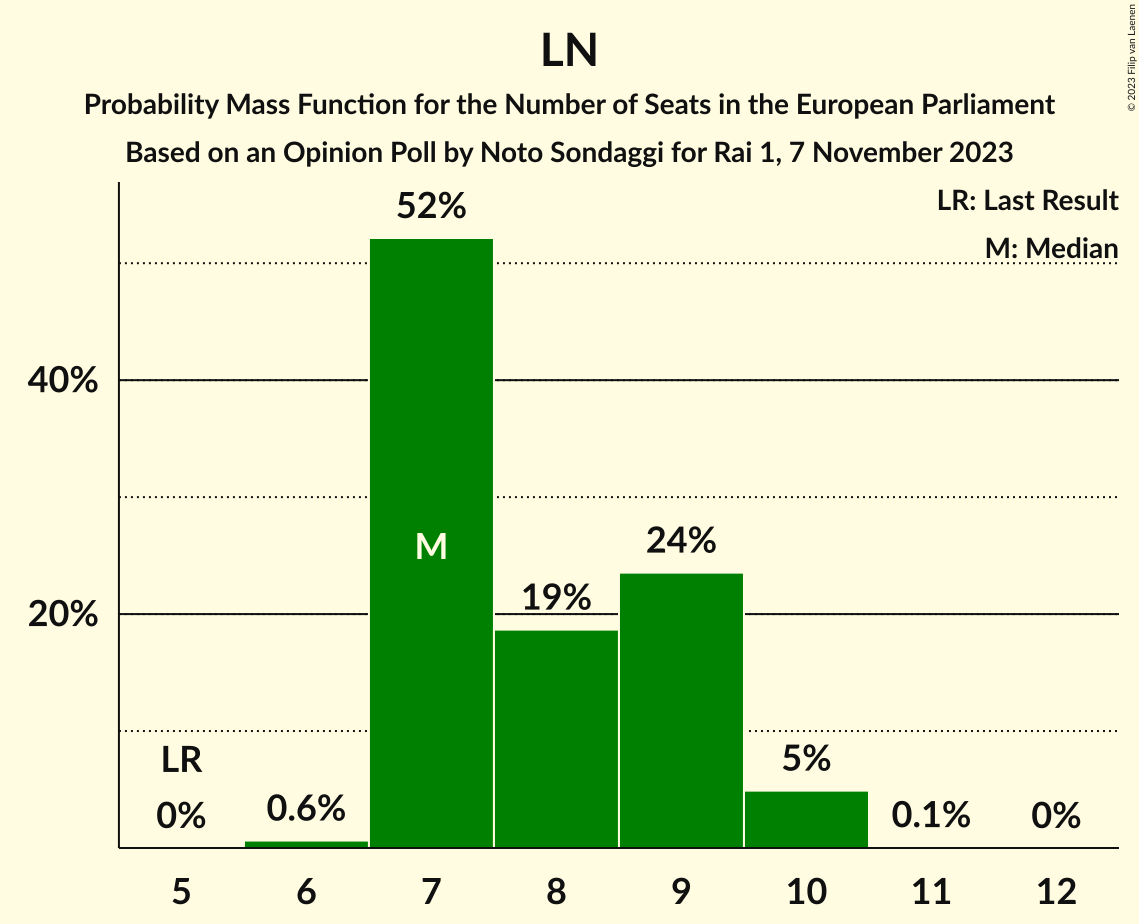 LN
Probability Mass Function for the Number of Seats in the European Parliament
Based on an Opinion Poll by Noto Sondaggi for Rai 1, 7 November 2023
© 2023 Filip van Laenen
LR: Last Result
M: Median
52%
40%
M
24%
19%
20%
LR
5%
0%
0.6%
0.1%
0%
5 6 7 8 9 10 11 12